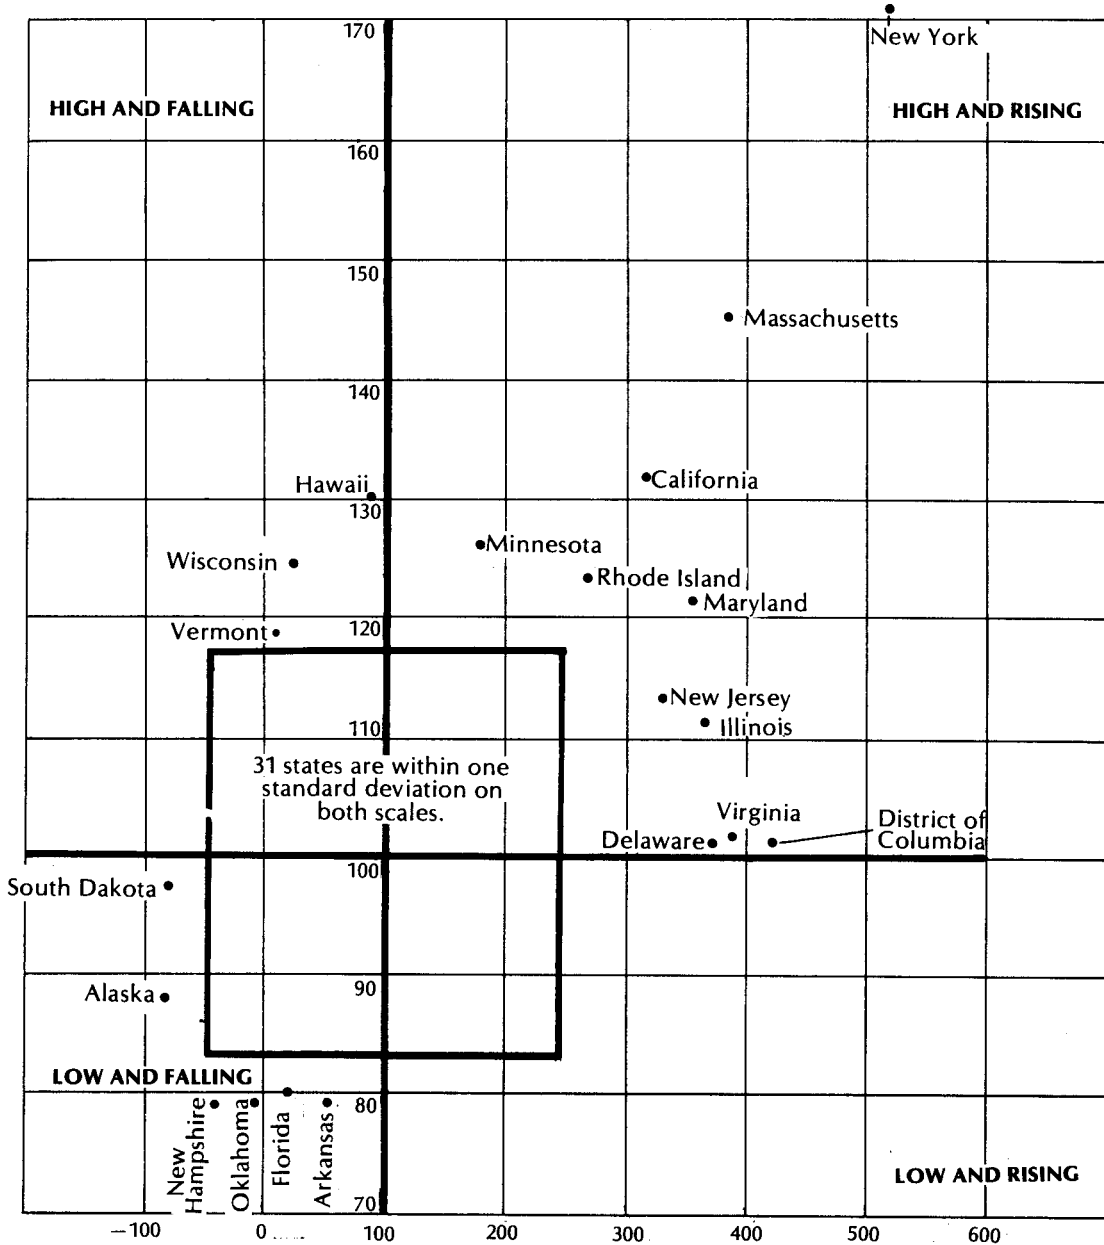 170
New York
HIGH AND FALLING
HIGH AND RISING
160
150
Massachusetts
140
Hawaii
California
130
Minnesota
Wisconsin
Rhode Island
Maryland
120
Vermont
New Jersey
110
Illinois
31 states are within one
standard deviation on
both scales.
Virginia
Delaware
District of
Columbia
100
South Dakota
90
Alaska
LOW AND FALLING
80
New
Hampshire
Oklahoma
Florida
Arkansas
LOW AND RISING
70
−100
0
100
200
300
400
500
600